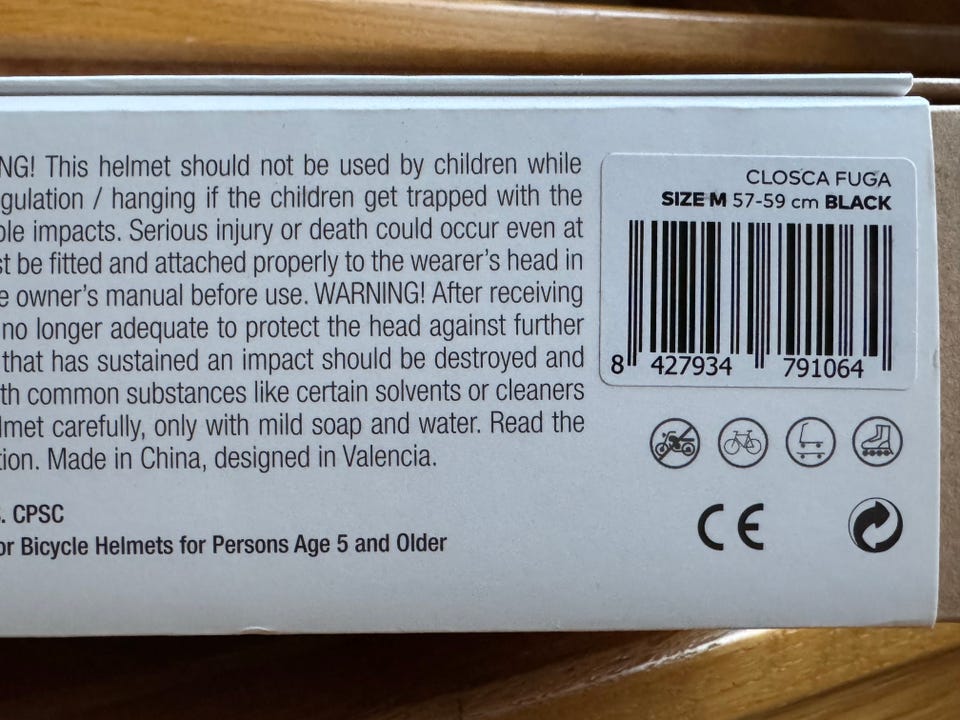 NG! This helmet should not be used by children while
gulation / hanging if the children get trapped with the
ble impacts. Serious injury or death could occur even at
st be fitted and attached properly to the wearer's head in
e owner's manual before use. WARNING! After receiving
no longer adequate to protect the head against further
that has sustained an impact should be destroyed and
th common substances like certain solvents or cleaners
lmet carefully, only with mild soap and water. Read the
tion. Made in China, designed in Valencia.
. CPSC
or Bicycle Helmets for Persons Age 5 and Older
CLOSCA FUGA
SIZE M 57-59 cm BLACK
8 427934 791064
CE